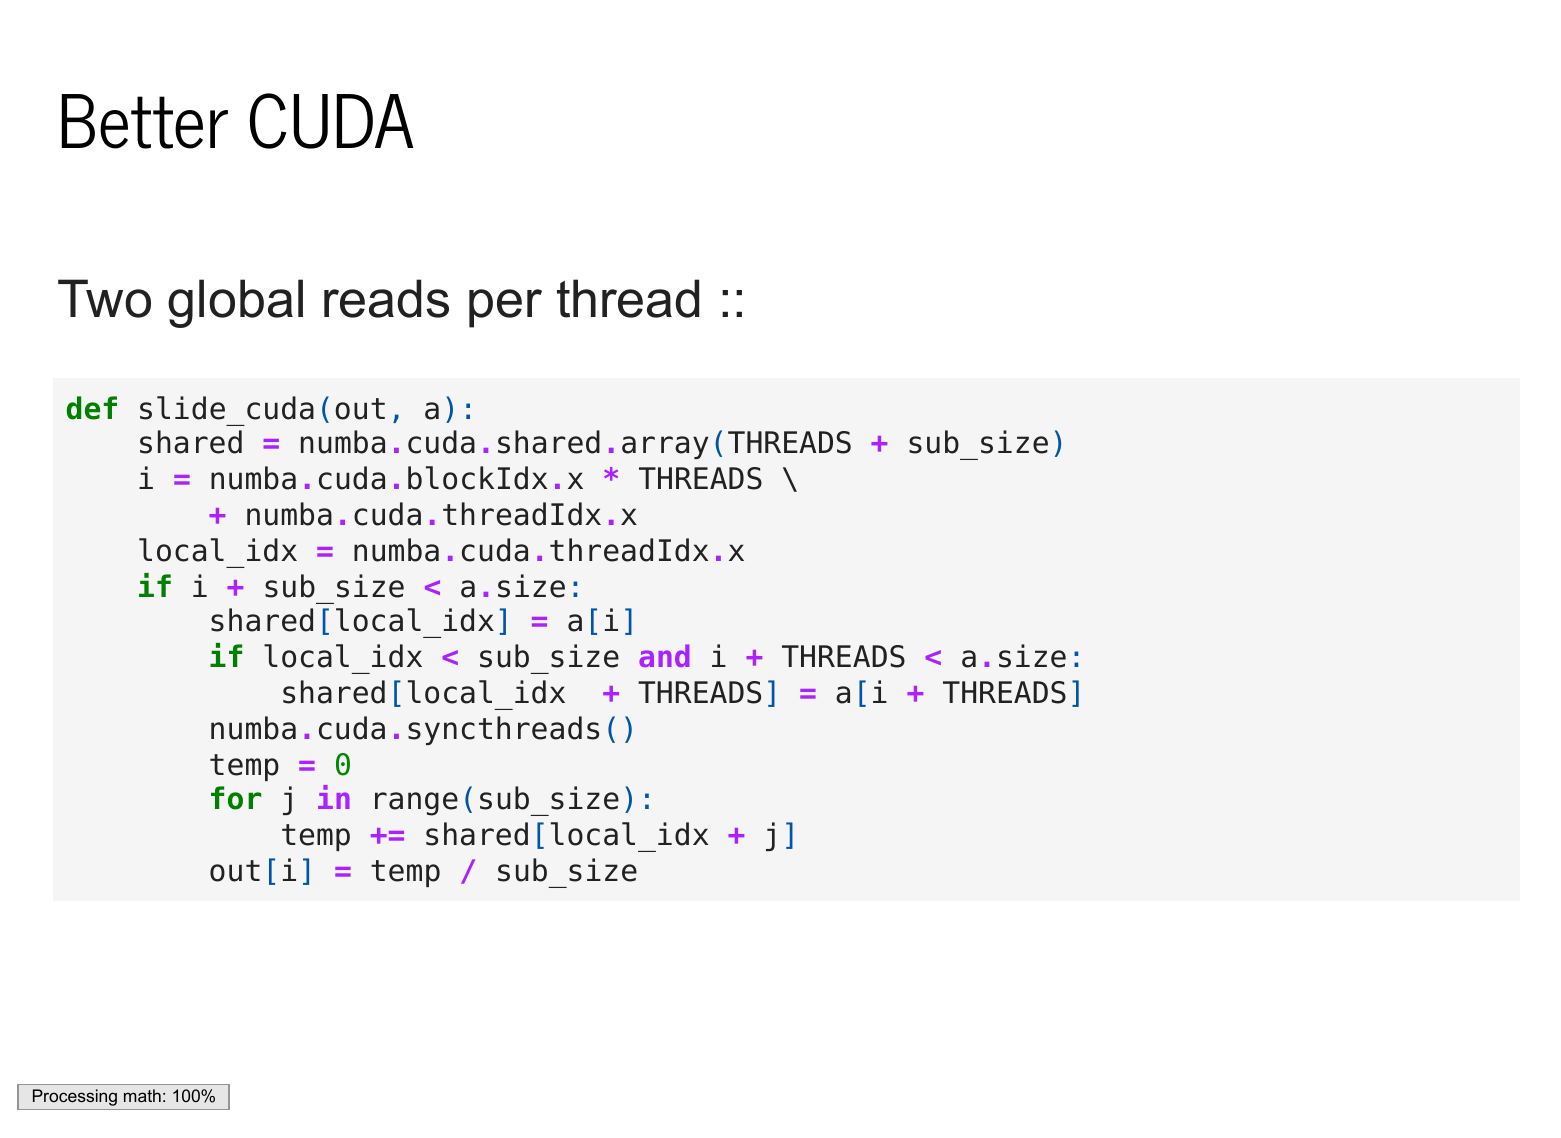 Better CUDA
Two global reads per thread ::
def slide_cuda(out, a):
    shared = numba.cuda.shared.array(THREADS + sub_size)
    i = numba.cuda.blockIdx.x * THREADS \
        + numba.cuda.threadIdx.x
    local_idx = numba.cuda.threadIdx.x
    if i + sub_size < a.size:
        shared[local_idx] = a[i]
        if local_idx < sub_size and i + THREADS < a.size:
            shared[local_idx  + THREADS] = a[i + THREADS]
        numba.cuda.syncthreads()
        temp = 0
        for j in range(sub_size):
            temp += shared[local_idx + j]
        out[i] = temp / sub_size
Processing math: 100%